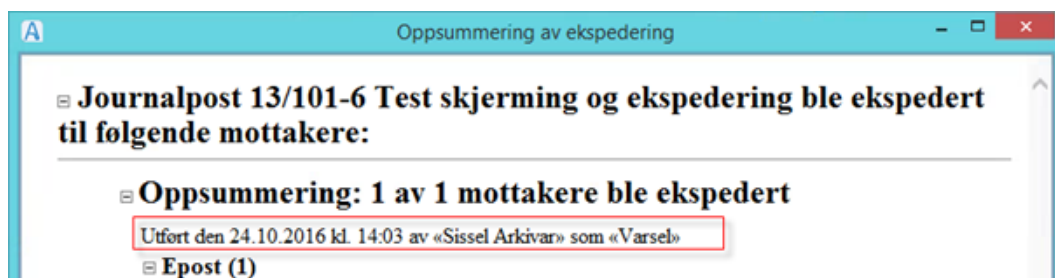 Oppsummering av ekspedering
Journalpost 13/101-6 Test skjerming og ekspedering ble ekspedert
til følgende mottakere:
Oppsummering: 1 av 1 mottakere ble ekspedert
Utført den 24.10.2016 kl. 14:03 av «Sissel Arkivar» som «Varsel»
Epost (1)